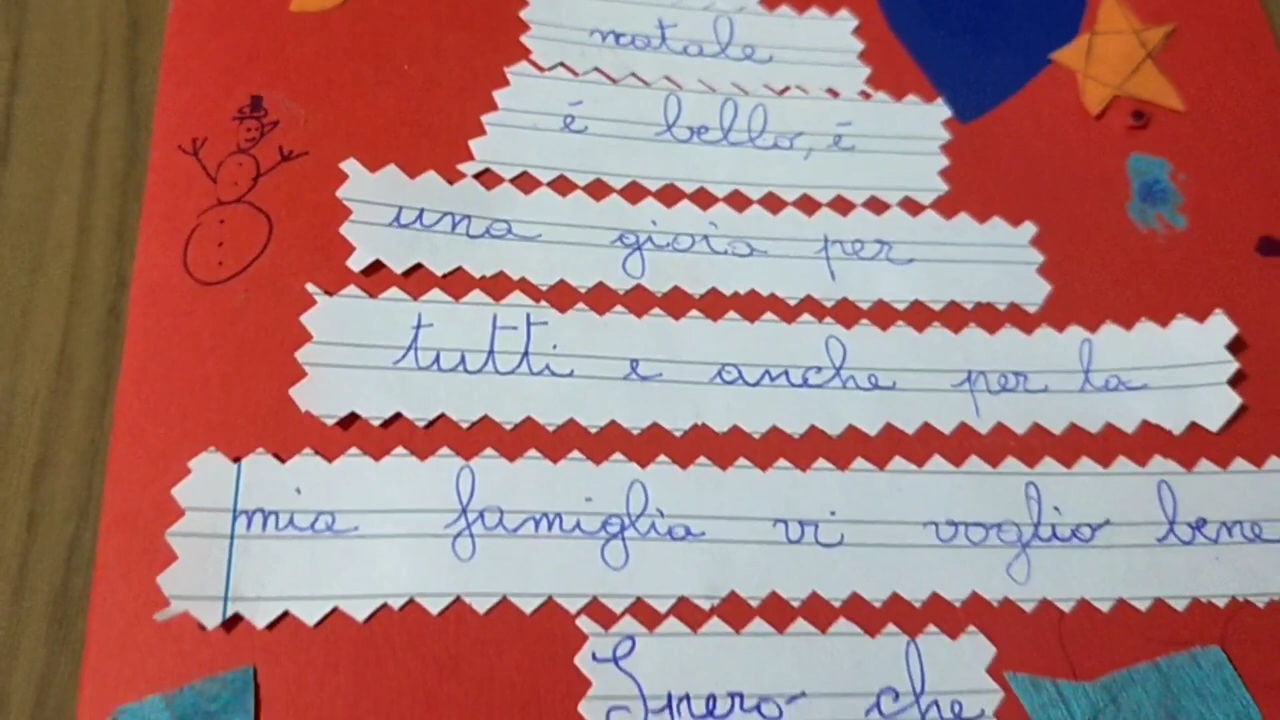 natale
è bello, è
una gioia per
tutti e anche per la
mia famiglia vi voglio bene
Spero che